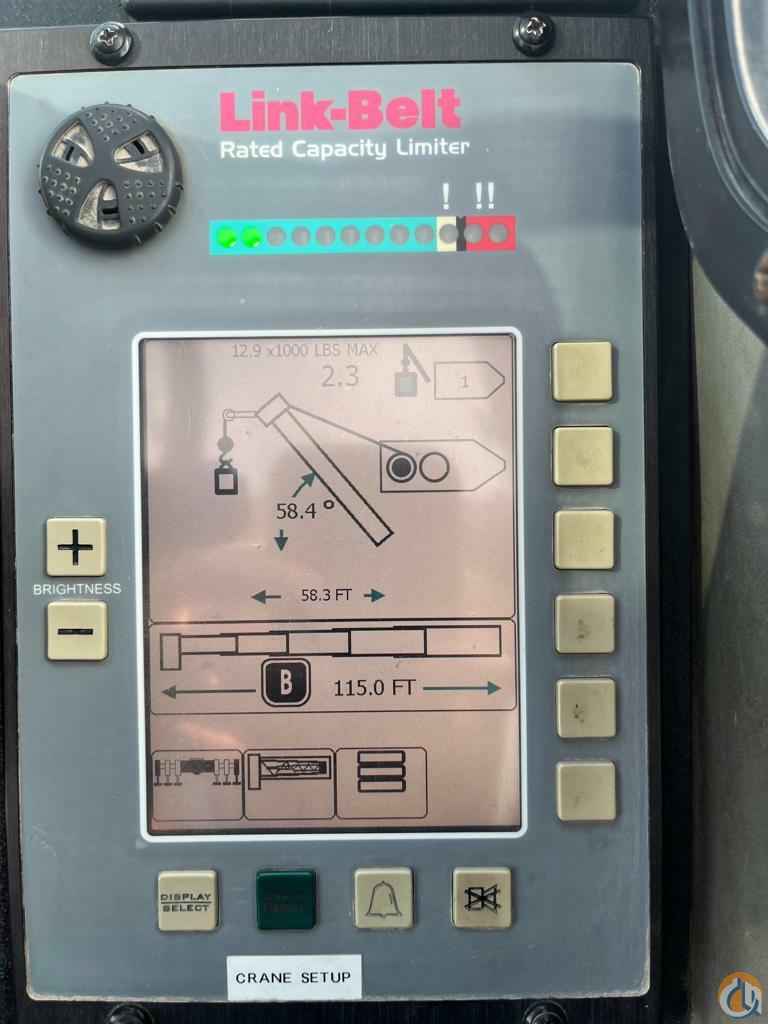 Link-Belt
Rated Capacity Limiter
! !!
12.9 x1000 LBS MAX
2.3
1
58.4°
58.3 FT
B
115.0 FT
+
BRIGHTNESS
-
DISPLAY
SELECT
CRANE SETUP